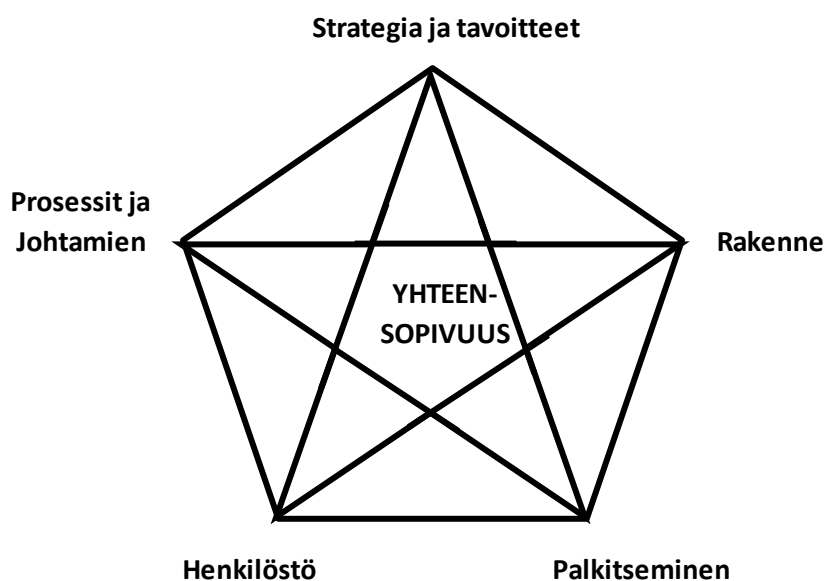 Strategia ja tavoitteet
Prosessit ja
Johtamien
Rakenne
YHTEEN-
SOPIVUUS
Henkilöstö
Palkitseminen